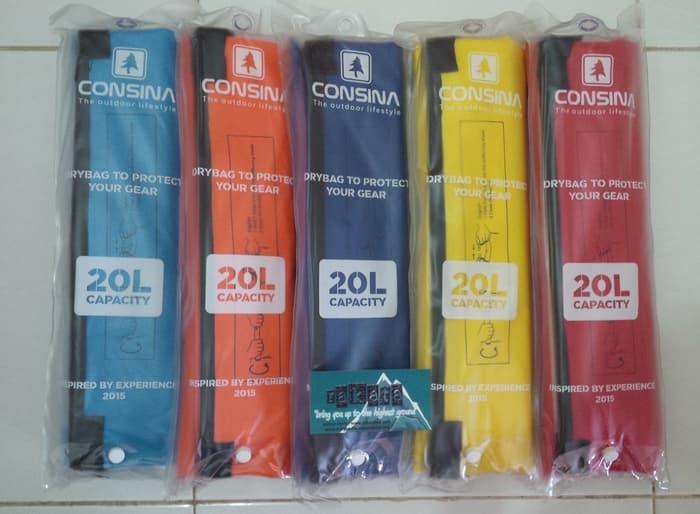 CONSINA
The outdoor lifestyle
DRYBAG TO PROTECT
YOUR GEAR
20L
CAPACITY
INSPIRED BY EXPERIENCE
2015
CONSINA
The outdoor lifestyle
DRYBAG TO PROTECT
YOUR GEAR
20L
CAPACITY
INSPIRED BY EXPERIENCE
2015
CONSINA
The outdoor lifestyle
DRYBAG TO PROTECT
YOUR GEAR
20L
CAPACITY
rakata
Bring you up to the highest ground
CONSINA
The outdoor lifestyle
DRYBAG TO PROTECT
YOUR GEAR
20L
CAPACITY
INSPIRED BY EXPERIENCE
2015
CONSINA
The outdoor lifestyle
DRYBAG TO PROTECT
YOUR GEAR
20L
CAPACITY
INSPIRED BY EXPERIENCE
2015